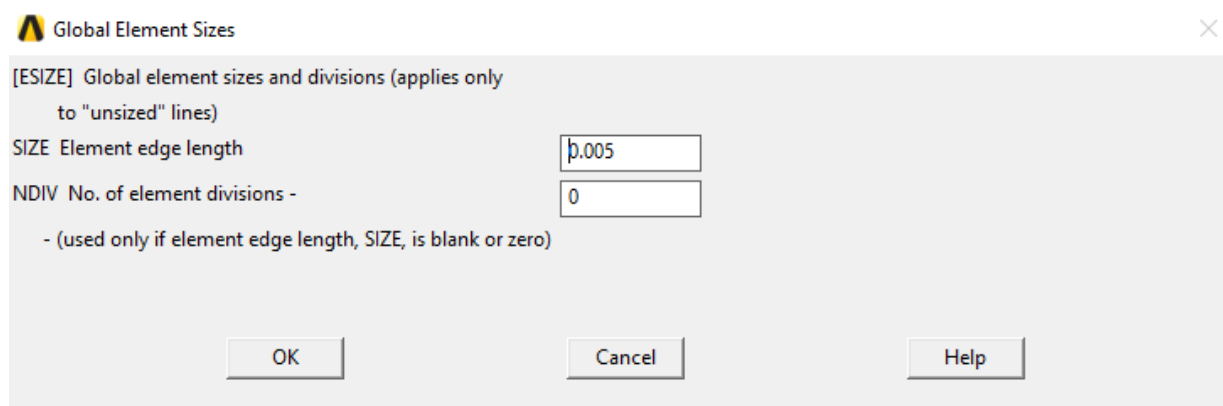 Global Element Sizes
[ESIZE] Global element sizes and divisions (applies only
to "unsized" lines)
SIZE Element edge length 0.005
NDIV No. of element divisions - 0
- (used only if element edge length, SIZE, is blank or zero)
OK Cancel Help